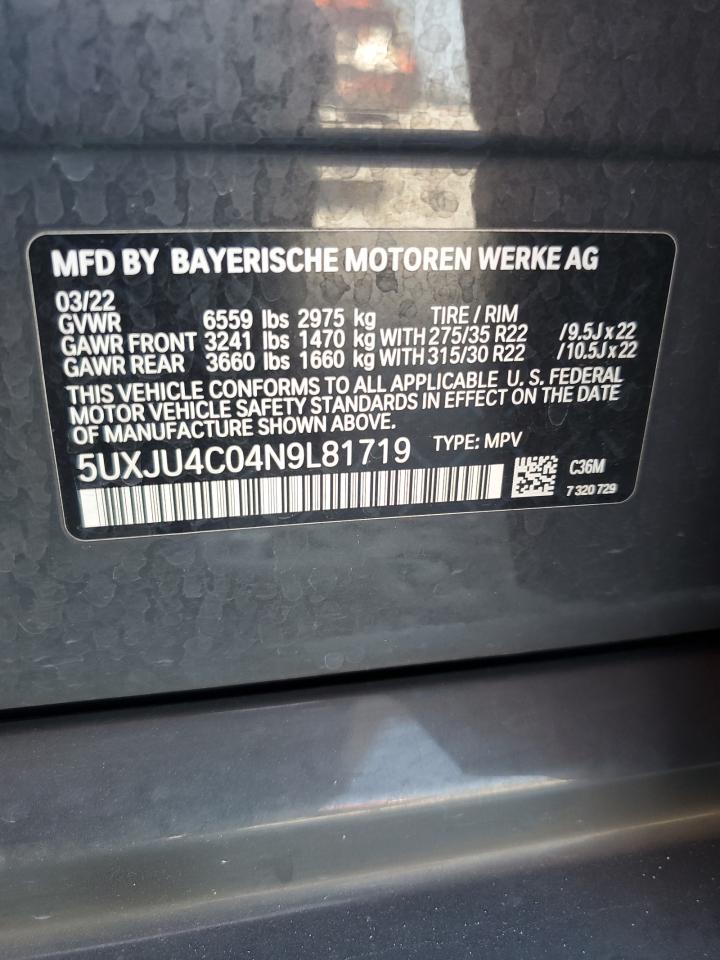 MFD BY BAYERISCHE MOTOREN WERKE AG
03/22
GVWR 6559 lbs 2975 kg TIRE / RIM
GAWR FRONT 3241 lbs 1470 kg WITH 275/35 R22 /9.5J x 22
GAWR REAR 3660 lbs 1660 kg WITH 315/30 R22 /10.5J x 22
THIS VEHICLE CONFORMS TO ALL APPLICABLE U. S. FEDERAL
MOTOR VEHICLE SAFETY STANDARDS IN EFFECT ON THE DATE
OF MANUFACTURE SHOWN ABOVE.
5UXJU4C04N9L81719 TYPE: MPV
C36M
7 320 729